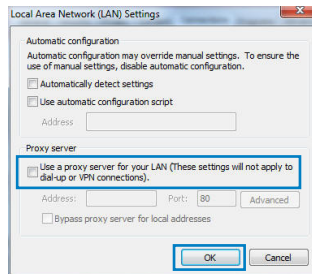 Local Area Network (LAN) Settings
Automatic configuration
Automatic configuration may override manual settings. To ensure the
use of manual settings, disable automatic configuration.
Automatically detect settings
Use automatic configuration script
Address
Proxy server
Use a proxy server for your LAN (These settings will not apply to
dial-up or VPN connections).
Address: Port: 80 Advanced
Bypass proxy server for local addresses
OK Cancel